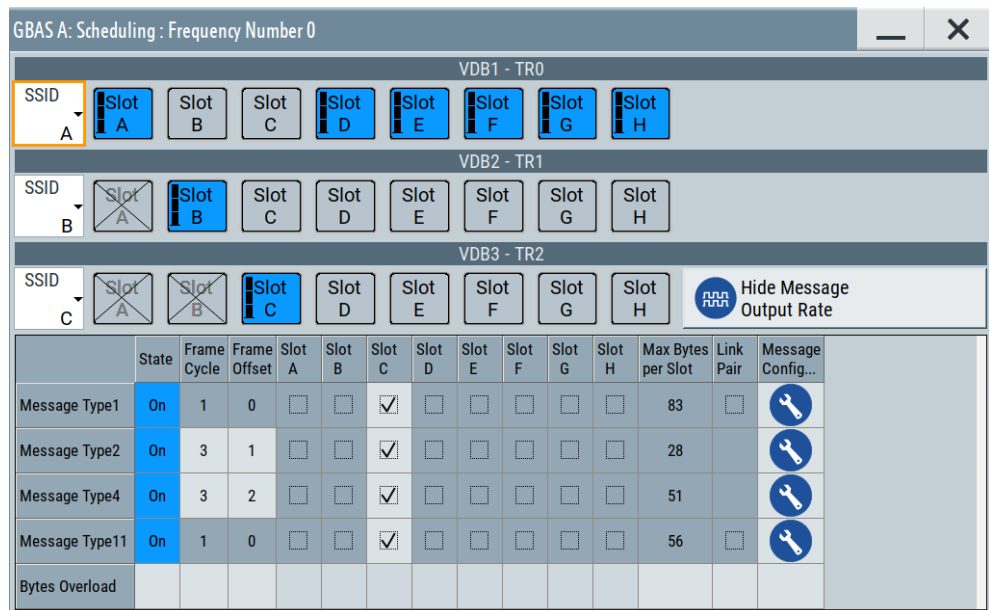 GBAS A: Scheduling : Frequency Number 0
VDB1 - TR0
SSID A Slot A Slot B Slot C Slot D Slot E Slot F Slot G Slot H
VDB2 - TR1
SSID B Slot A Slot B Slot C Slot D Slot E Slot F Slot G Slot H
VDB3 - TR2
SSID C Slot A Slot B Slot C Slot D Slot E Slot F Slot G Slot H Hide Message Output Rate
State Frame Cycle Frame Offset Slot A Slot B Slot C Slot D Slot E Slot F Slot G Slot H Max Bytes per Slot Link Pair Message Config...
Message Type1 On 1 0 83
Message Type2 On 3 1 28
Message Type4 On 3 2 51
Message Type11 On 1 0 56
Bytes Overload